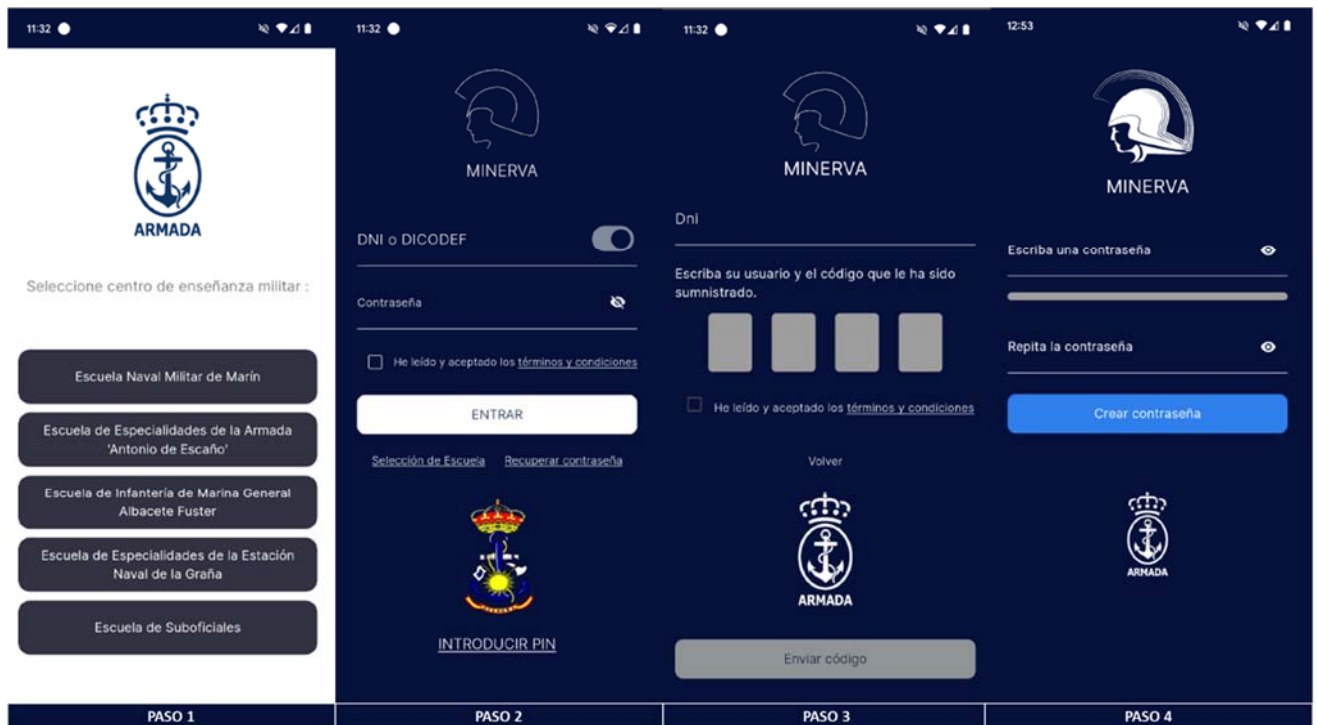 11:32
ARMADA
Seleccione centro de enseñanza militar :
Escuela Naval Militar de Marín
Escuela de Especialidades de la Armada
'Antonio de Escaño'
Escuela de Infantería de Marina General
Albacete Fuster
Escuela de Especialidades de la Estación
Naval de la Graña
Escuela de Suboficiales
PASO 1
11:32
MINERVA
DNI o DICODEF
Contraseña
He leído y aceptado los términos y condiciones
ENTRAR
Selección de Escuela Recuperar contraseña
INTRODUCIR PIN
PASO 2
11:32
MINERVA
Dni
Escriba su usuario y el código que le ha sido
sumnistrado.
He leído y aceptado los términos y condiciones
Volver
ARMADA
Enviar código
PASO 3
12:53
MINERVA
Escriba una contraseña
Repita la contraseña
Crear contraseña
ARMADA
PASO 4